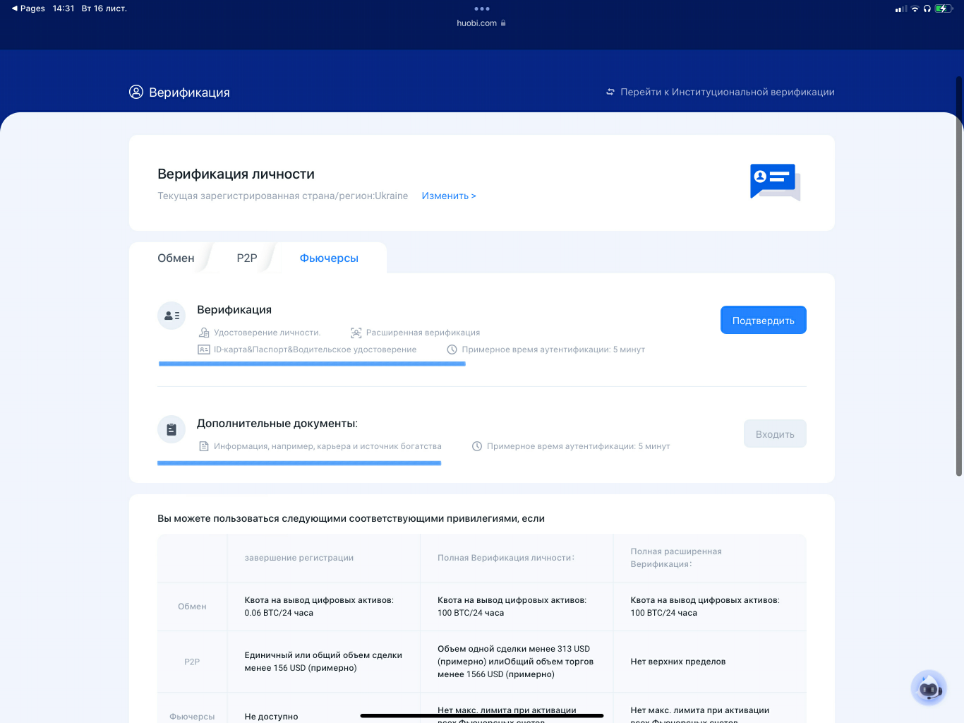 ◀ Pages 14:31 Вт 16 лист.
huobi.com
Верификация
Перейти к Институциональной верификации
Верификация личности
Текущая зарегистрированная страна/регион:Ukraine Изменить >
Обмен P2P Фьючерсы
Верификация
Удостоверение личности. Расширенная верификация
ID-карта&Паспорт&Водительское удостоверение Примерное время аутентификации: 5 минут
Подтвердить
Дополнительные документы:
Информация, например, карьера и источник богатства Примерное время аутентификации: 5 минут
Входить
Вы можете пользоваться следующими соответствующими привилегиями, если
завершение регистрации
Полная Верификация личности:
Полная расширенная
Верификация:
Обмен
Квота на вывод цифровых активов:
0.06 BTC/24 часа
Квота на вывод цифровых активов:
100 BTC/24 часа
Квота на вывод цифровых активов:
100 BTC/24 часа
P2P
Единичный или общий объем сделки
менее 156 USD (примерно)
Объем одной сделки менее 313 USD
(примерно) илиОбщий объем торгов
менее 1566 USD (примерно)
Нет верхних пределов
Фьючерсы
Не доступно
Нет макс. лимита при активации
всех Фьючерсных счетов
Нет макс. лимита при активации
всех Фьючерсных счетов